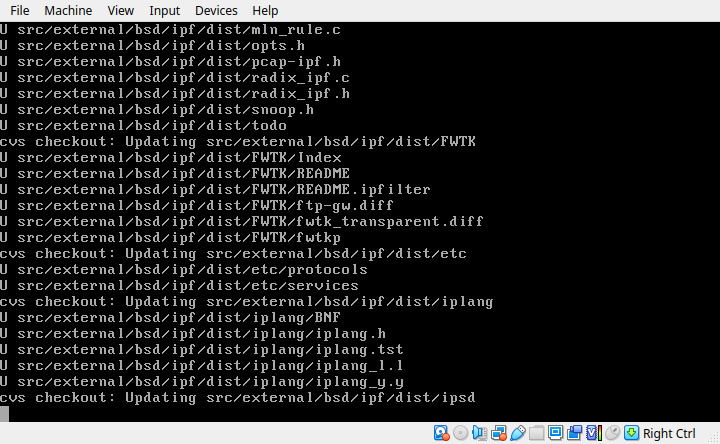 File Machine View Input Devices Help
U src/external/bsd/ipf/dist/mln_rule.c
U src/external/bsd/ipf/dist/opts.h
U src/external/bsd/ipf/dist/pcap-ipf.h
U src/external/bsd/ipf/dist/radix_ipf.c
U src/external/bsd/ipf/dist/radix_ipf.h
U src/external/bsd/ipf/dist/snoop.h
U src/external/bsd/ipf/dist/todo
cvs checkout: Updating src/external/bsd/ipf/dist/FWTK
U src/external/bsd/ipf/dist/FWTK/Index
U src/external/bsd/ipf/dist/FWTK/README
U src/external/bsd/ipf/dist/FWTK/README.ipfilter
U src/external/bsd/ipf/dist/FWTK/ftp-gw.diff
U src/external/bsd/ipf/dist/FWTK/fwtk_transparent.diff
U src/external/bsd/ipf/dist/FWTK/fwtkp
cvs checkout: Updating src/external/bsd/ipf/dist/etc
U src/external/bsd/ipf/dist/etc/protocols
U src/external/bsd/ipf/dist/etc/services
cvs checkout: Updating src/external/bsd/ipf/dist/iplang
U src/external/bsd/ipf/dist/iplang/BNF
U src/external/bsd/ipf/dist/iplang/iplang.h
U src/external/bsd/ipf/dist/iplang/iplang.tst
U src/external/bsd/ipf/dist/iplang/iplang_l.l
U src/external/bsd/ipf/dist/iplang/iplang_y.y
cvs checkout: Updating src/external/bsd/ipf/dist/ipsd
Right Ctrl